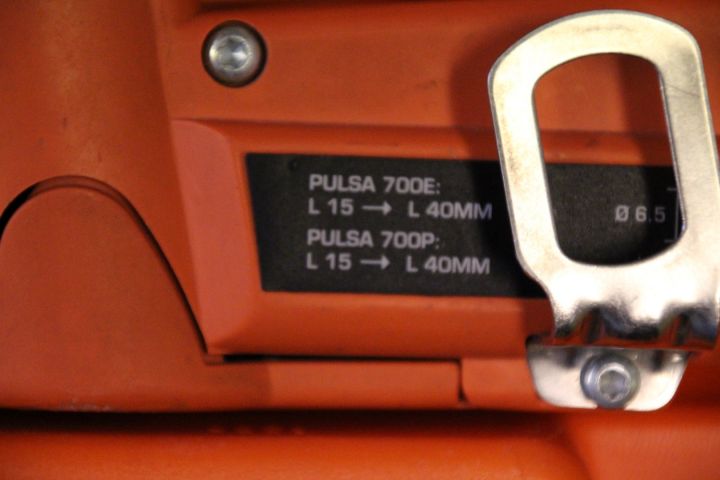 PULSA 700E:
L 15 → L 40MM
PULSA 700P:
L 15 → L 40MM
Ø 6.5